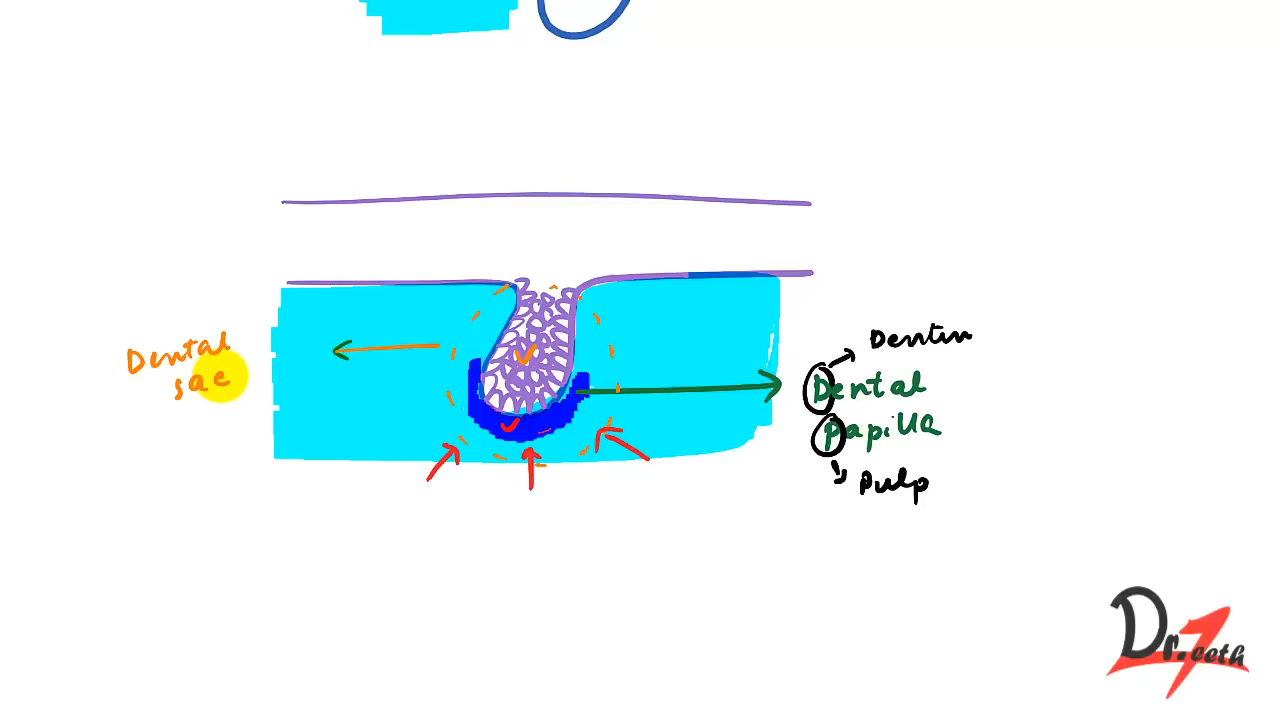 Dentin
Dental
sac
Dental
papilla
pulp
Dr.Teeth